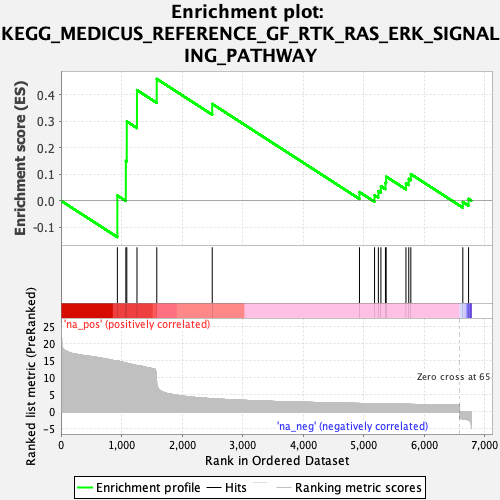 Enrichment plot:
KEGG_MEDICUS_REFERENCE_GF_RTK_RAS_ERK_SIGNAL
ING_PATHWAY
Enrichment score (ES)
0.4
0.3
0.2
0.1
0.0
-0.1
'na_pos' (positively correlated)
Ranked list metric (PreRanked)
25
20
15
10
5
0
-5
Zero cross at 65
'na_neg' (negatively correlated)
0 1,000 2,000 3,000 4,000 5,000 6,000 7,000
Rank in Ordered Dataset
Enrichment profile Hits Ranking metric scores